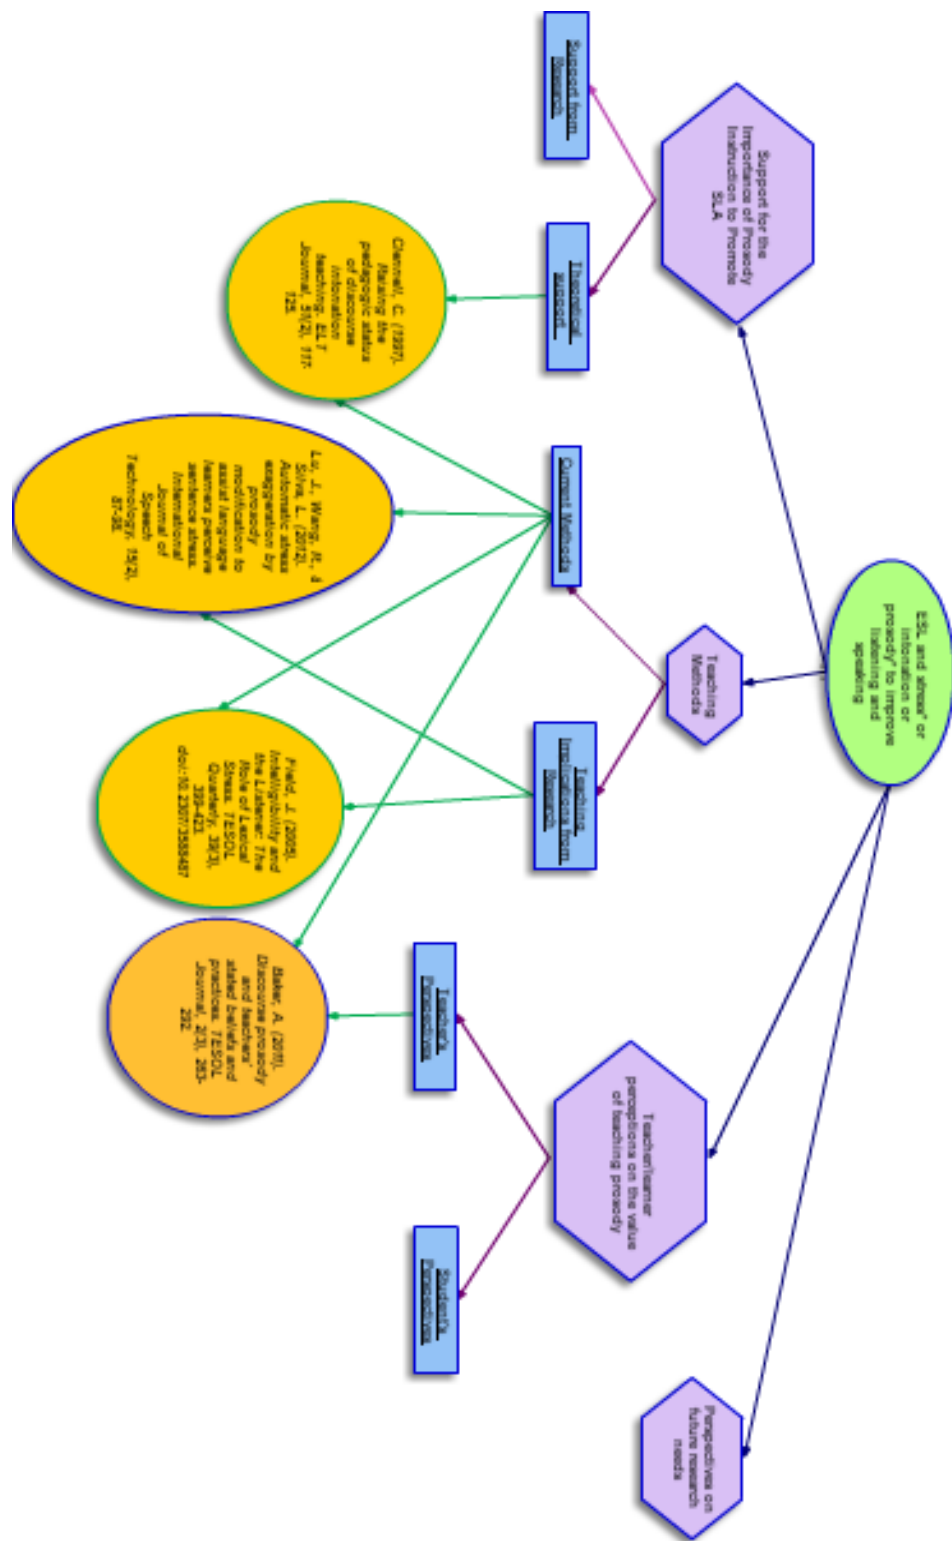 ESL and stress* or
intonation or
prosody* to improve
listening and
speaking
Support for the
Importance of Prosody
Instruction to Promote
SLA
Teaching
Methods
Teacher/learner
perceptions on the value
of teaching prosody
Perspectives on
future research
needs
Support from
Research
Theoretical
support
Current Methods
Teaching
Implications from
Research
Teacher's
Perspectives
Student's
Perspectives
Clennell, C. (1997).
Raising the
pedagogic status
of discourse
intonation
teaching. ELT
Journal, 51(2), 117-
125.
Lu, J., Wang, R., &
Silva, L. (2012).
Automatic stress
exaggeration by
prosody
modification to
assist language
learners perceive
sentence stress.
International
Journal of
Speech
Technology, 15(2),
87-98.
Field, J. (2005).
Intelligibility and
the Listener: The
Role of Lexical
Stress. TESOL
Quarterly, 39(3),
399-423.
doi:10.2307/3588487
Baker, A. (2011).
Discourse prosody
and teachers'
stated beliefs and
practices. TESOL
Journal, 2(3), 263-
292.